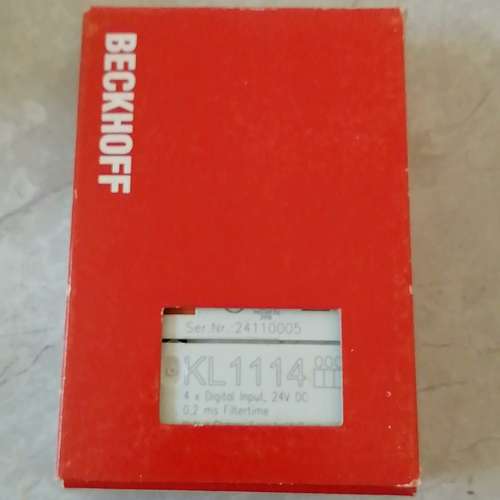 BECKHOFF
Ser.Nr.:24110005
KL1114
4 x Digital Input, 24V DC
0.2 ms Filtertime